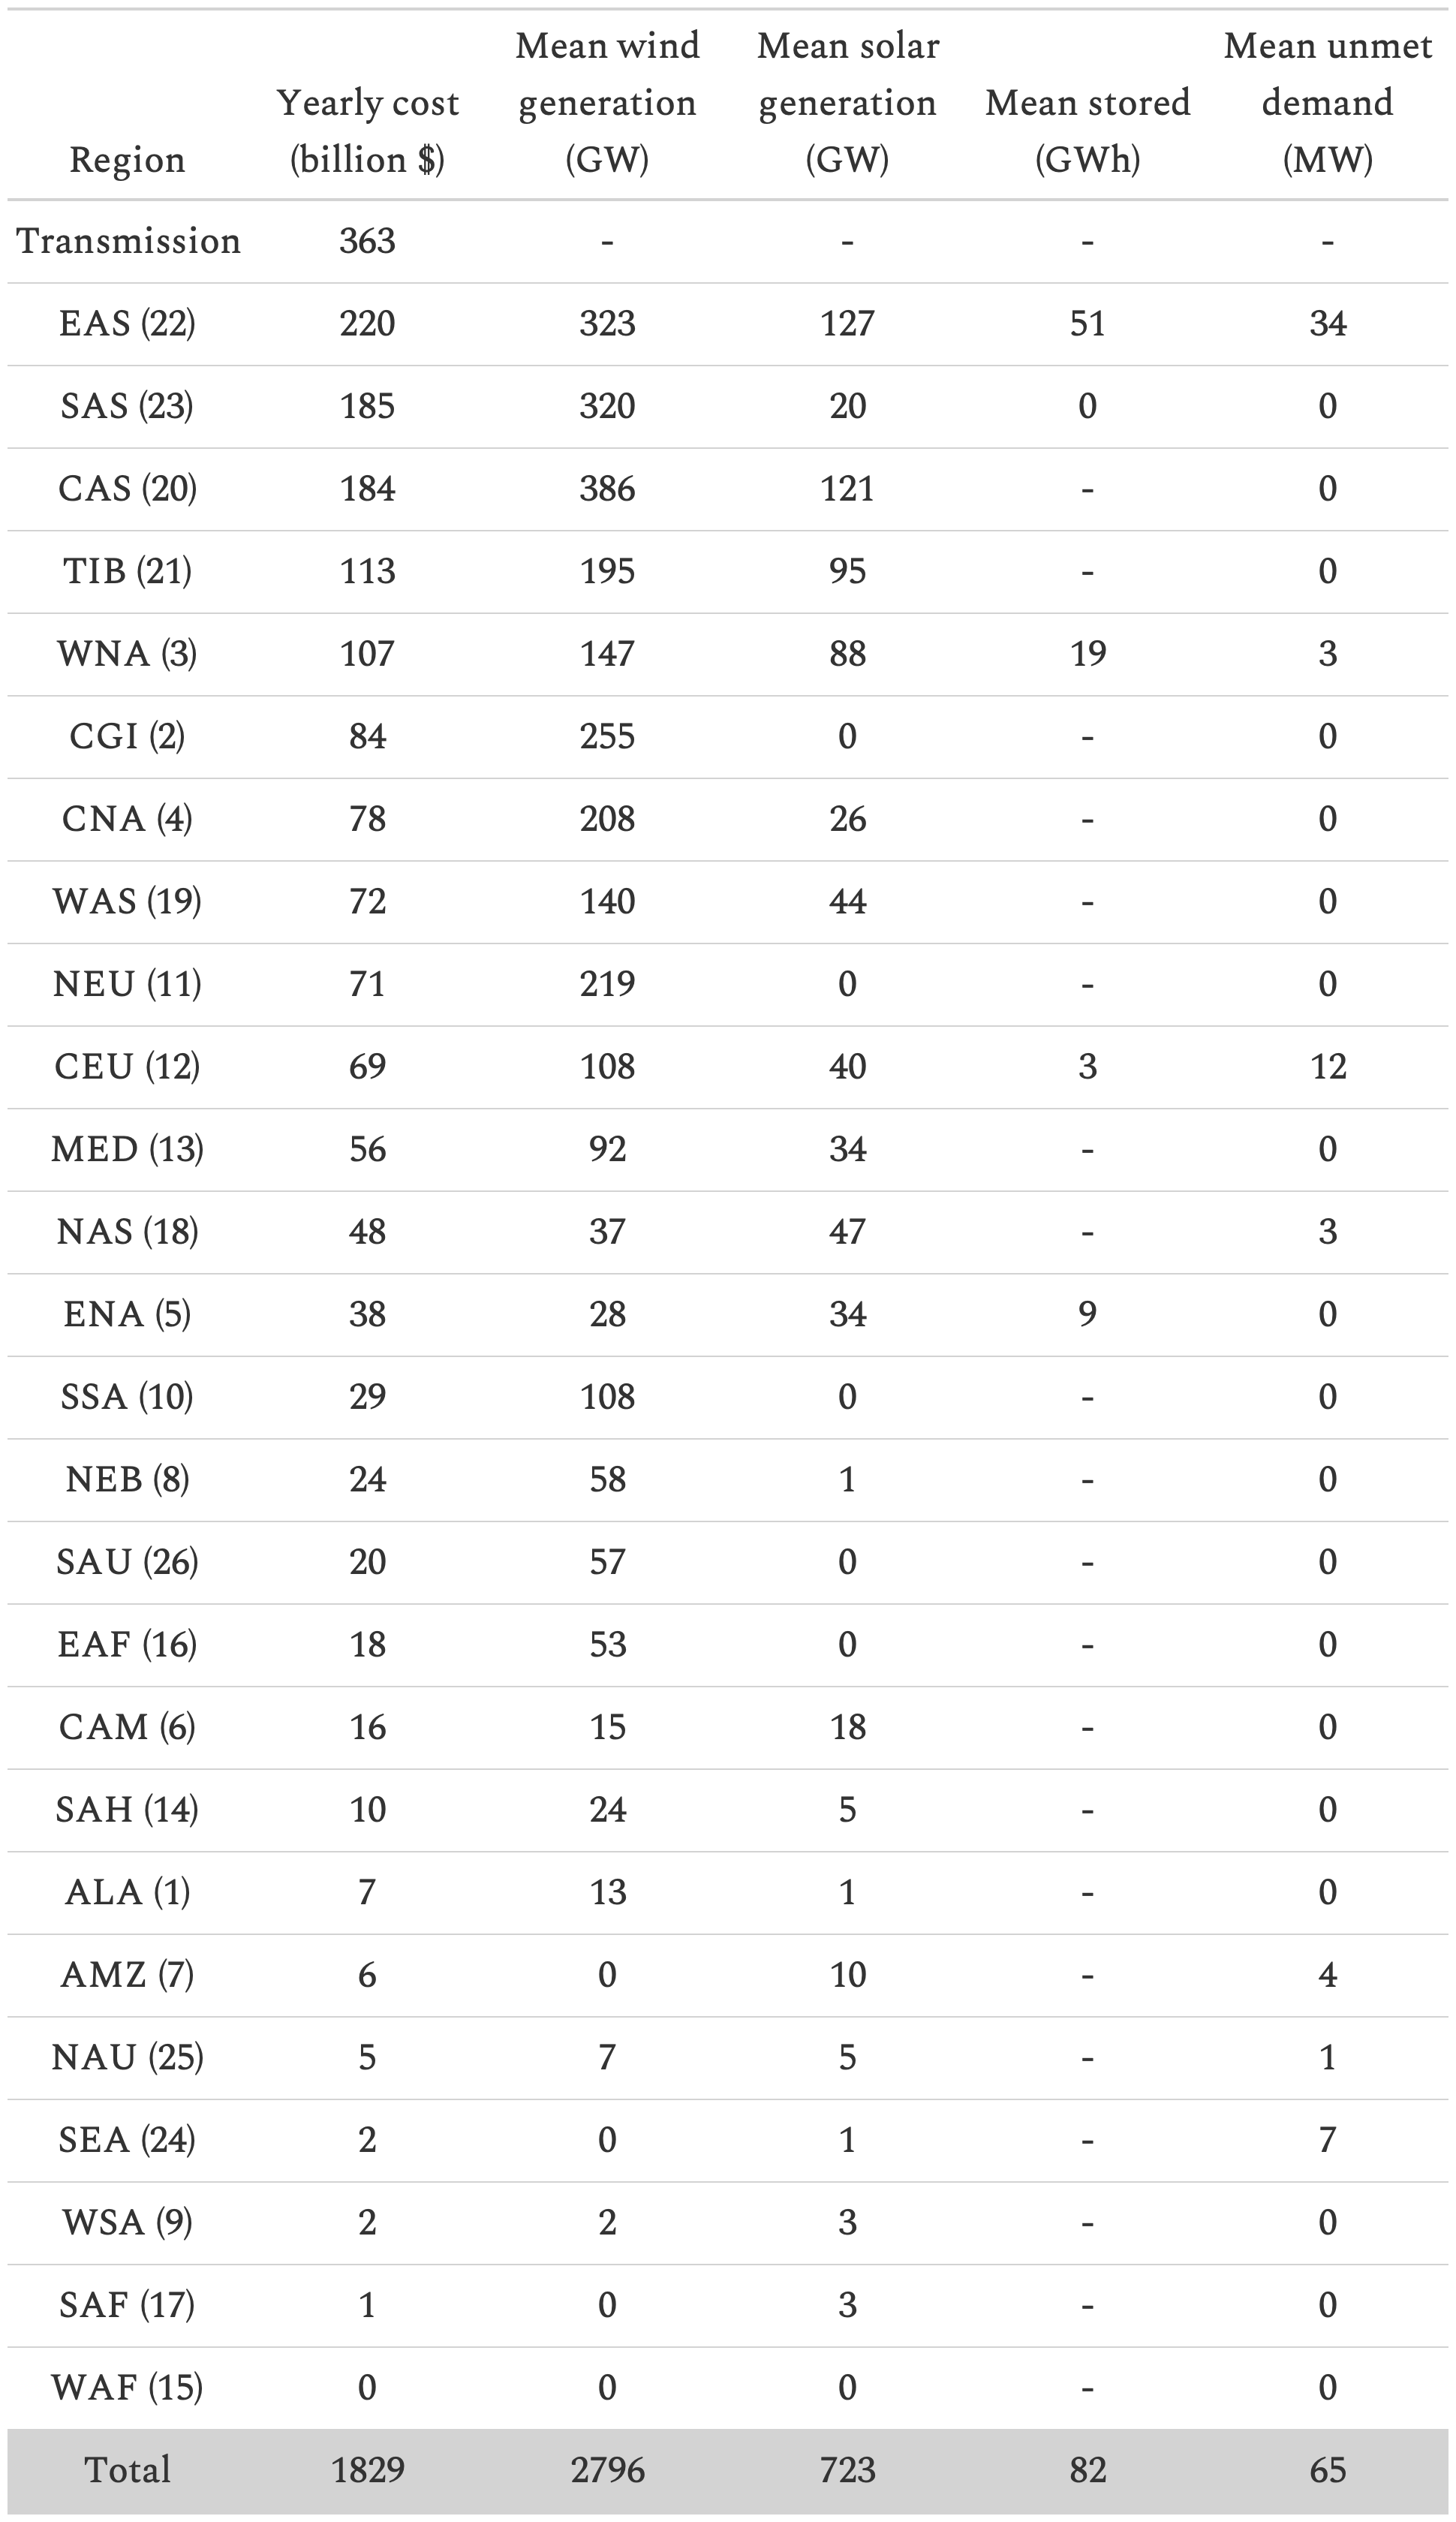 Region Yearly cost (billion $) Mean wind generation (GW) Mean solar generation (GW) Mean stored (GWh) Mean unmet demand (MW)
Transmission 363 - - - -
EAS (22) 220 323 127 51 34
SAS (23) 185 320 20 0 0
CAS (20) 184 386 121 - 0
TIB (21) 113 195 95 - 0
WNA (3) 107 147 88 19 3
CGI (2) 84 255 0 - 0
CNA (4) 78 208 26 - 0
WAS (19) 72 140 44 - 0
NEU (11) 71 219 0 - 0
CEU (12) 69 108 40 3 12
MED (13) 56 92 34 - 0
NAS (18) 48 37 47 - 3
ENA (5) 38 28 34 9 0
SSA (10) 29 108 0 - 0
NEB (8) 24 58 1 - 0
SAU (26) 20 57 0 - 0
EAF (16) 18 53 0 - 0
CAM (6) 16 15 18 - 0
SAH (14) 10 24 5 - 0
ALA (1) 7 13 1 - 0
AMZ (7) 6 0 10 - 4
NAU (25) 5 7 5 - 1
SEA (24) 2 0 1 - 7
WSA (9) 2 2 3 - 0
SAF (17) 1 0 3 - 0
WAF (15) 0 0 0 - 0
Total 1829 2796 723 82 65